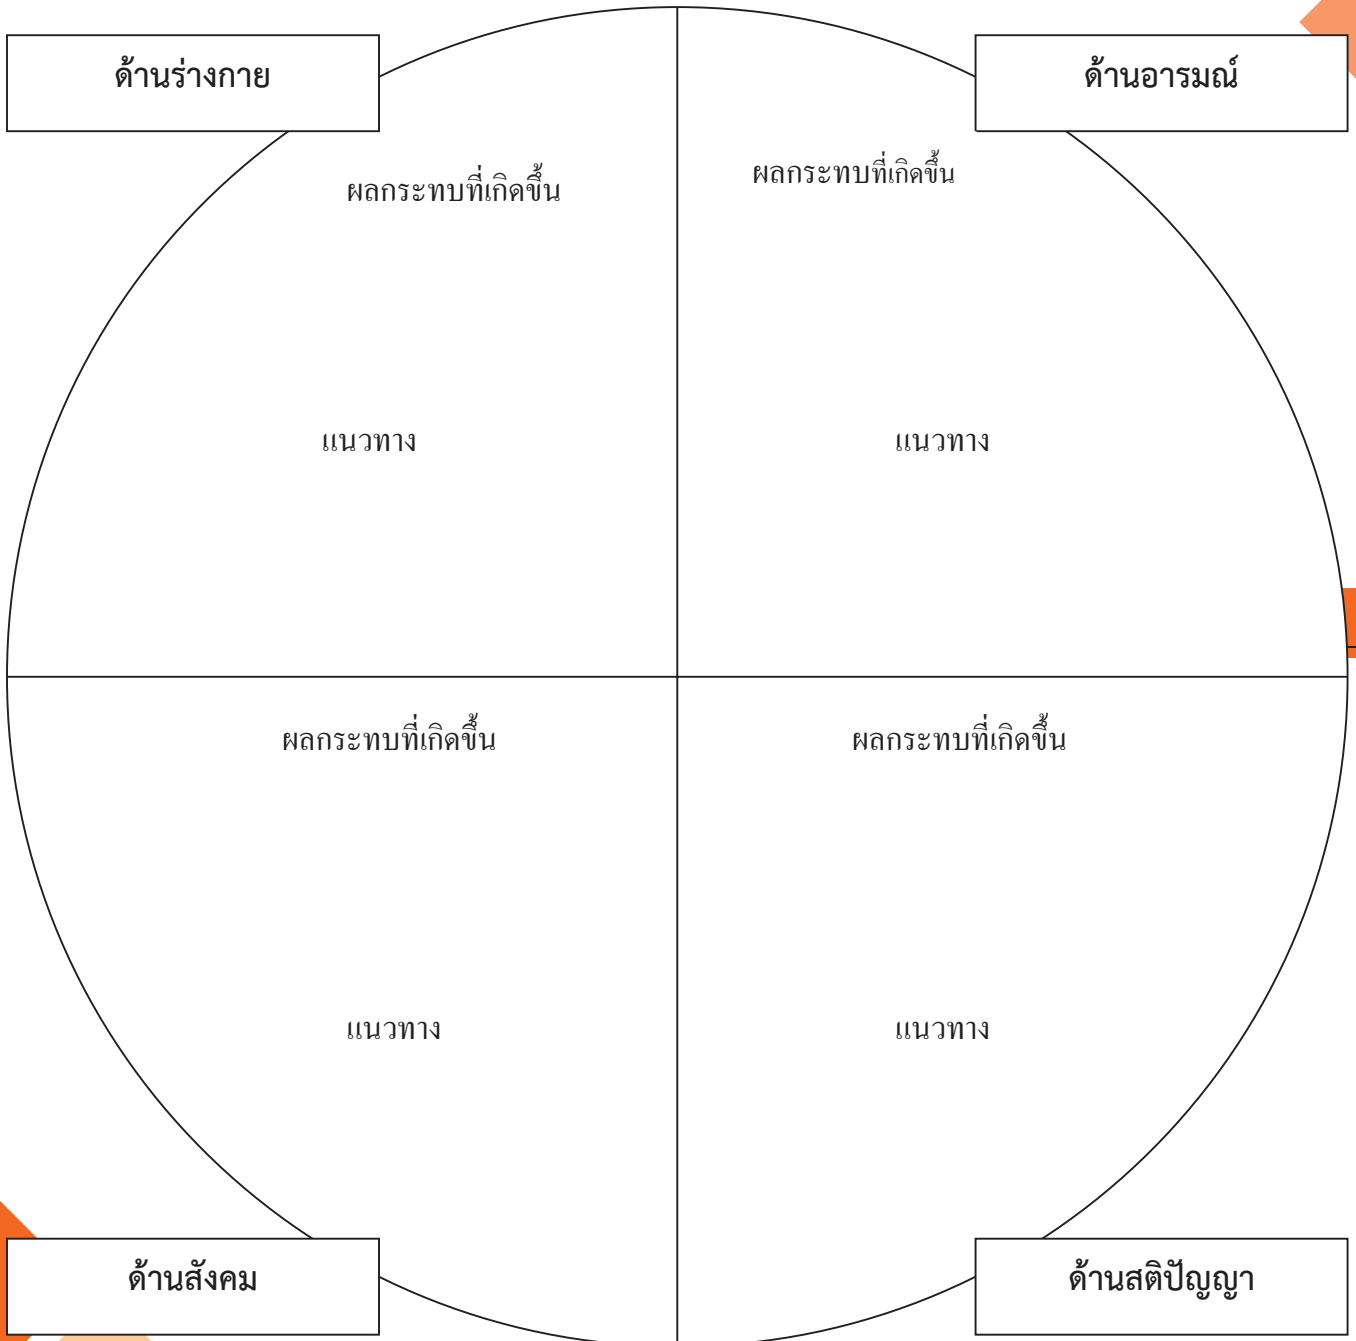 ด้านร่างกาย
ด้านอารมณ์
ผลกระทบที่เกิดขึ้น
ผลกระทบที่เกิดขึ้น
แนวทาง
แนวทาง
ผลกระทบที่เกิดขึ้น
ผลกระทบที่เกิดขึ้น
แนวทาง
แนวทาง
ด้านสังคม
ด้านสติปัญญา